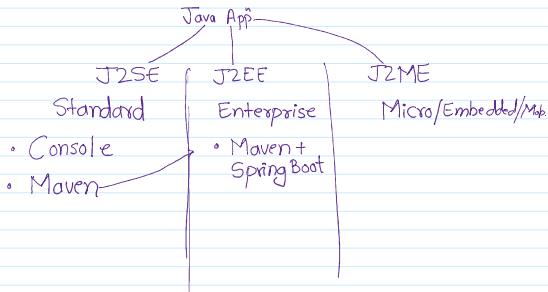 Java App.
J2SE
J2EE
J2ME
Standard
Enterprise
Micro/Embedded/Mob.
• Console
• Maven
• Maven +
Spring Boot